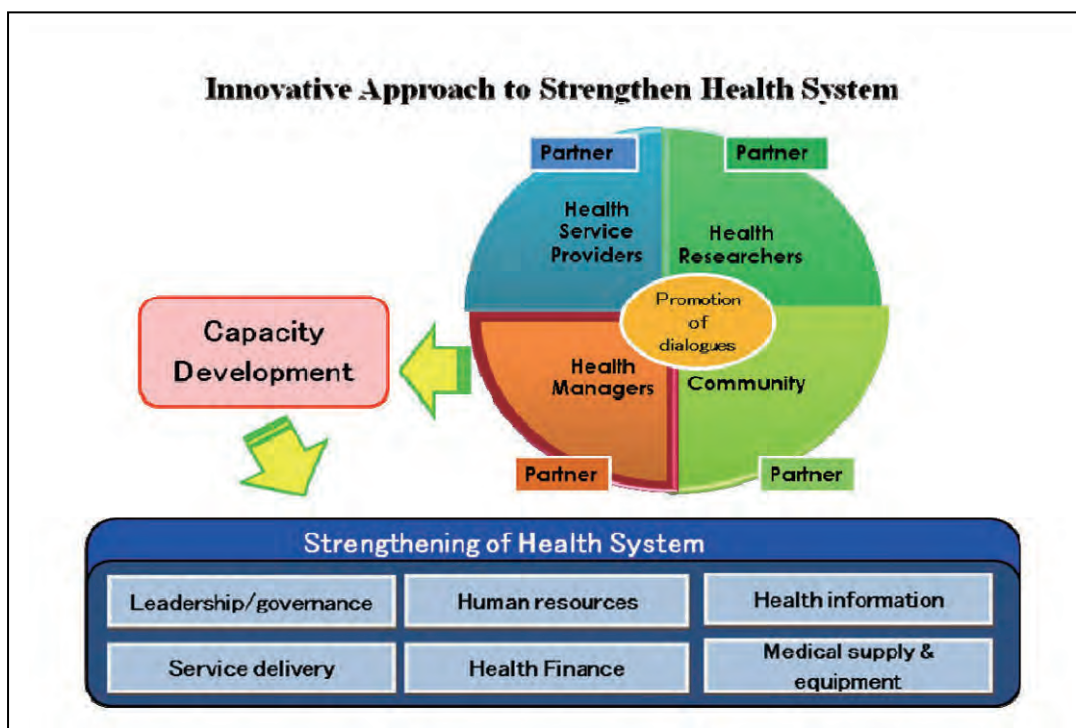 Innovative Approach to Strengthen Health System
Partner
Partner
Health
Service
Providers
Health
Researchers
Promotion
of
dialogues
Capacity
Development
Health
Managers
Community
Partner
Partner
Strengthening of Health System
Leadership/governance
Human resources
Health information
Service delivery
Health Finance
Medical supply &
equipment